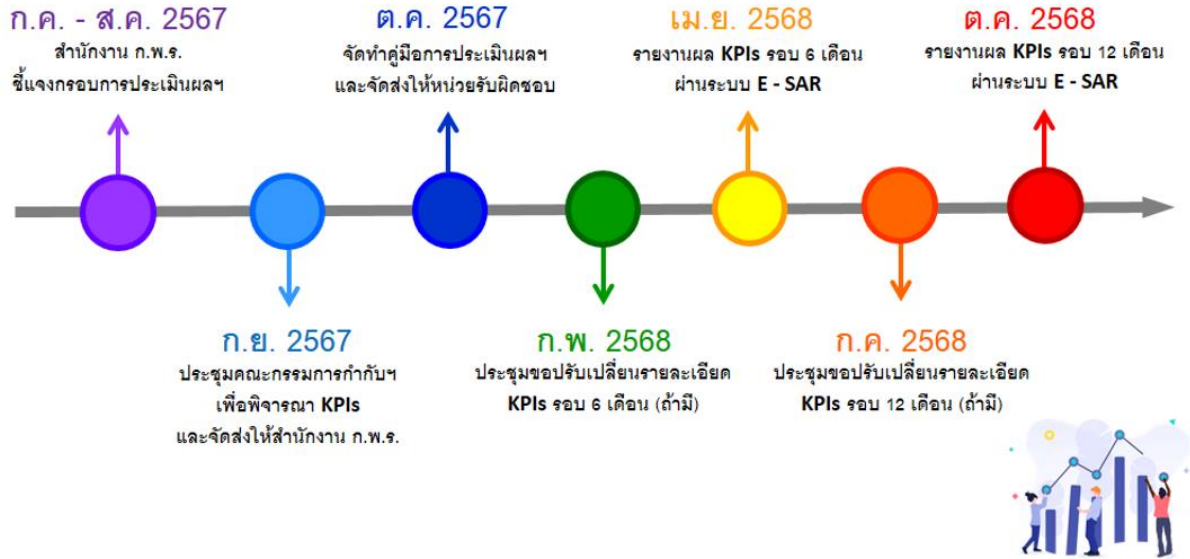 ก.ค. - ส.ค. 2567
สำนักงาน ก.พ.ร.
ชี้แจงกรอบการประเมินผลฯ
ก.ย. 2567
ประชุมคณะกรรมการกำกับฯ
เพื่อพิจารณา KPIs
และจัดส่งให้สำนักงาน ก.พ.ร.
ต.ค. 2567
จัดทำคู่มือการประเมินผลฯ
และจัดส่งให้หน่วยรับผิดชอบ
ก.พ. 2568
ประชุมขอปรับเปลี่ยนรายละเอียด
KPIs รอบ 6 เดือน (ถ้ามี)
เม.ย. 2568
รายงานผล KPIs รอบ 6 เดือน
ผ่านระบบ E - SAR
ก.ค. 2568
ประชุมขอปรับเปลี่ยนรายละเอียด
KPIs รอบ 12 เดือน (ถ้ามี)
ต.ค. 2568
รายงานผล KPIs รอบ 12 เดือน
ผ่านระบบ E - SAR